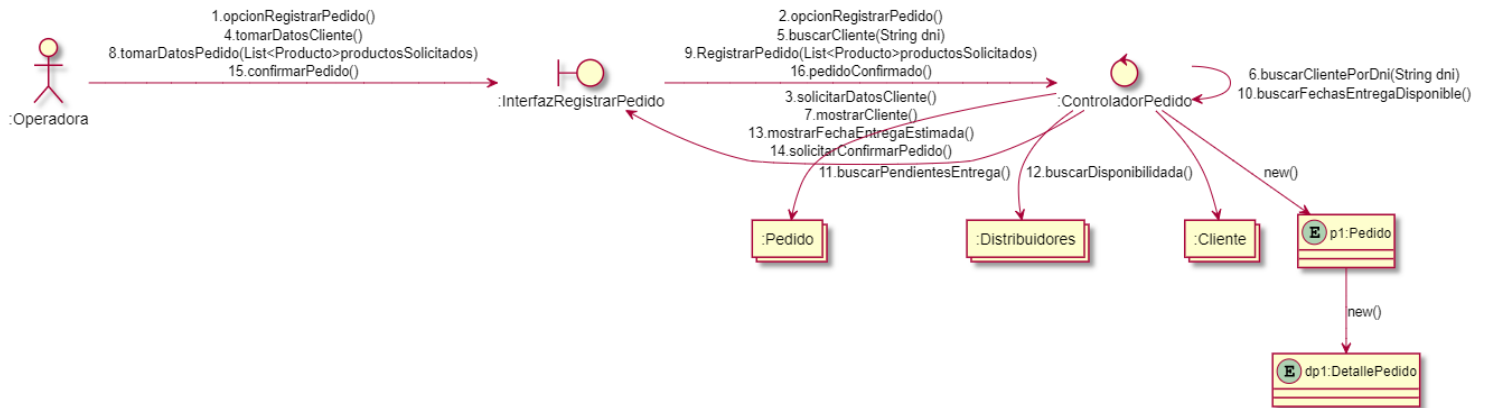 1.opcionRegistrarPedido()
4.tomarDatosCliente()
8.tomarDatosPedido(List<Producto>productosSolicitados)
15.confirmarPedido()
2.opcionRegistrarPedido()
5.buscarCliente(String dni)
9.RegistrarPedido(List<Producto>productosSolicitados)
16.pedidoConfirmado()
:Operadora
:InterfazRegistrarPedido
:ControladorPedido
6.buscarClientePorDni(String dni)
10.buscarFechasEntregaDisponible()
3.solicitarDatosCliente()
7.mostrarCliente()
13.mostrarFechaEntregaEstimada()
14.solicitarConfirmarPedido()
11.buscarPendientesEntrega()
12.buscarDisponibilidada()
new()
:Pedido
:Distribuidores
:Cliente
E p1:Pedido
new()
E dp1:DetallePedido